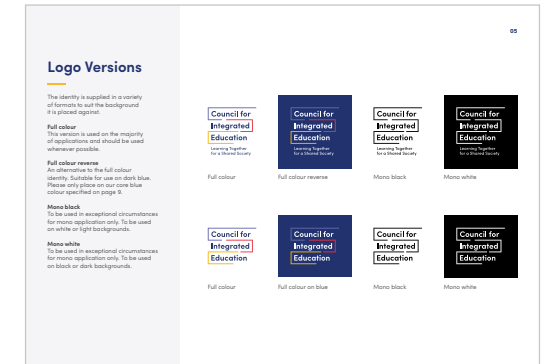 05
Logo Versions
The identity is supplied in a variety
of formats to suit the background
it is placed against.
Full colour
This version is used on the majority
of applications and should be used
whenever possible.
Full colour reverse
An alternative to the full colour
identity. Suitable for use on dark blue.
Please only place on our core blue
colour specified on page 9.
Mono black
To be used in exceptional circumstances
for mono application only. To be used
on white or light backgrounds.
Mono white
To be used in exceptional circumstances
for mono application only. To be used
on black or dark backgrounds.
Council for
Integrated
Education
Learning Together
for a Shared Society
Full colour
Council for
Integrated
Education
Learning Together
for a Shared Society
Full colour reverse
Council for
Integrated
Education
Learning Together
for a Shared Society
Mono black
Council for
Integrated
Education
Learning Together
for a Shared Society
Mono white
Council for
Integrated
Education
Full colour
Council for
Integrated
Education
Full colour on blue
Council for
Integrated
Education
Mono black
Council for
Integrated
Education
Mono white